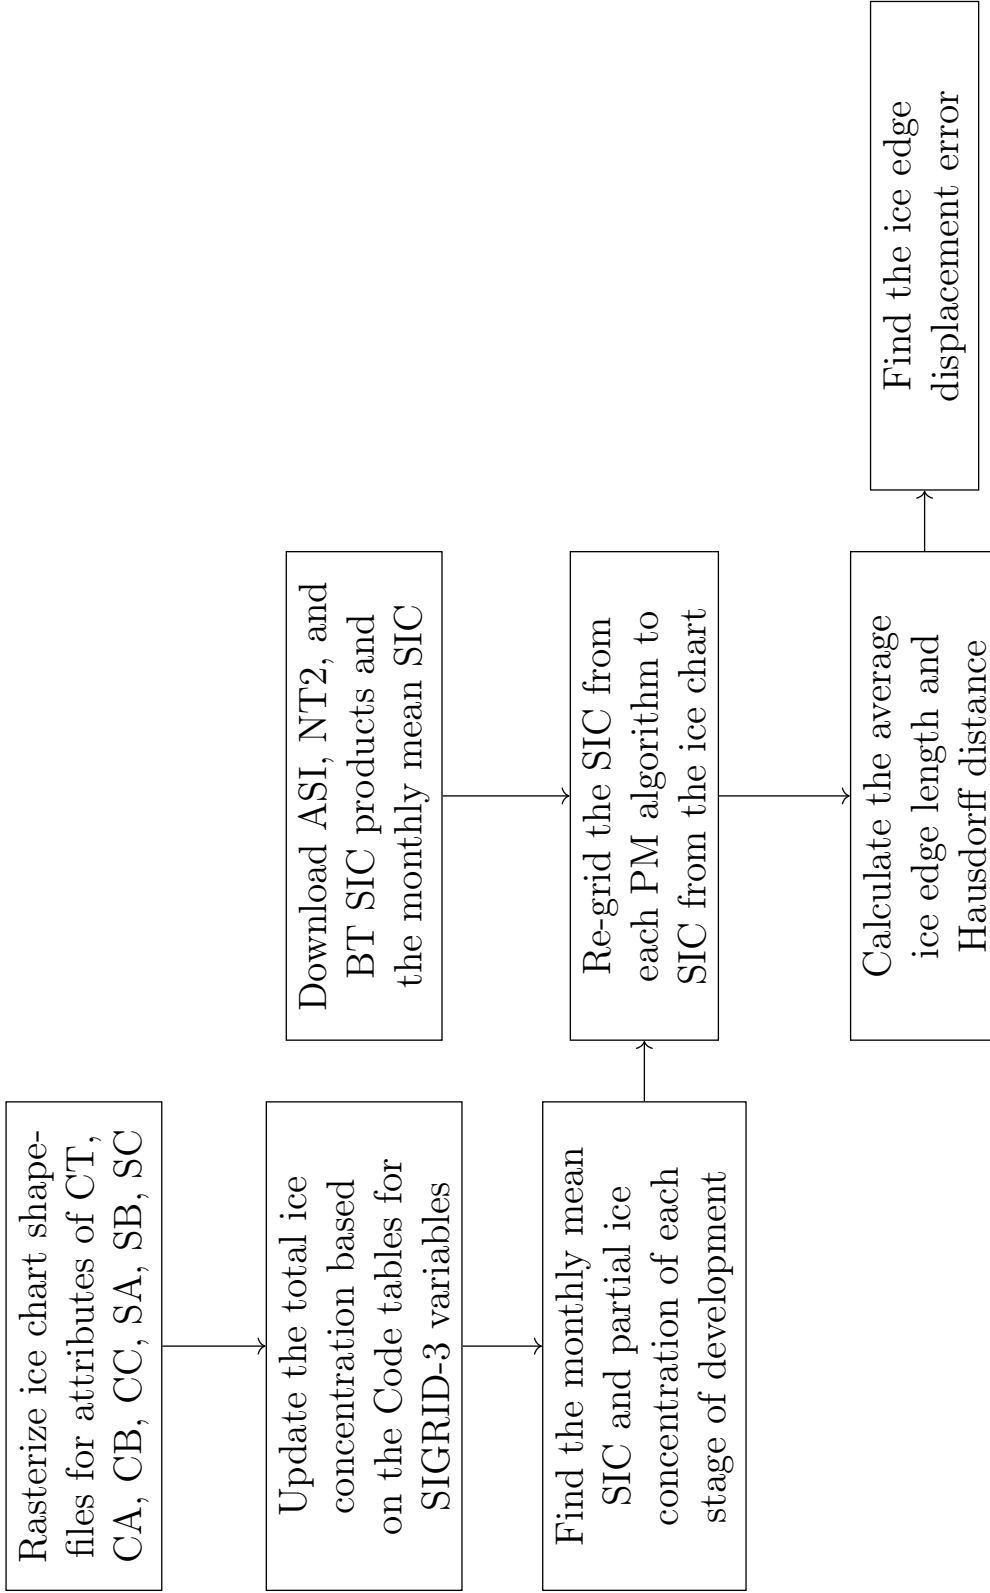 Rasterize ice chart shape-
files for attributes of CT,
CA, CB, CC, SA, SB, SC
Update the total ice
concentration based
on the Code tables for
SIGRID-3 variables
Find the monthly mean
SIC and partial ice
concentration of each
stage of development
Download ASI, NT2, and
BT SIC products and
the monthly mean SIC
Re-grid the SIC from
each PM algorithm to
SIC from the ice chart
Calculate the average
ice edge length and
Hausdorff distance
Find the ice edge
displacement error